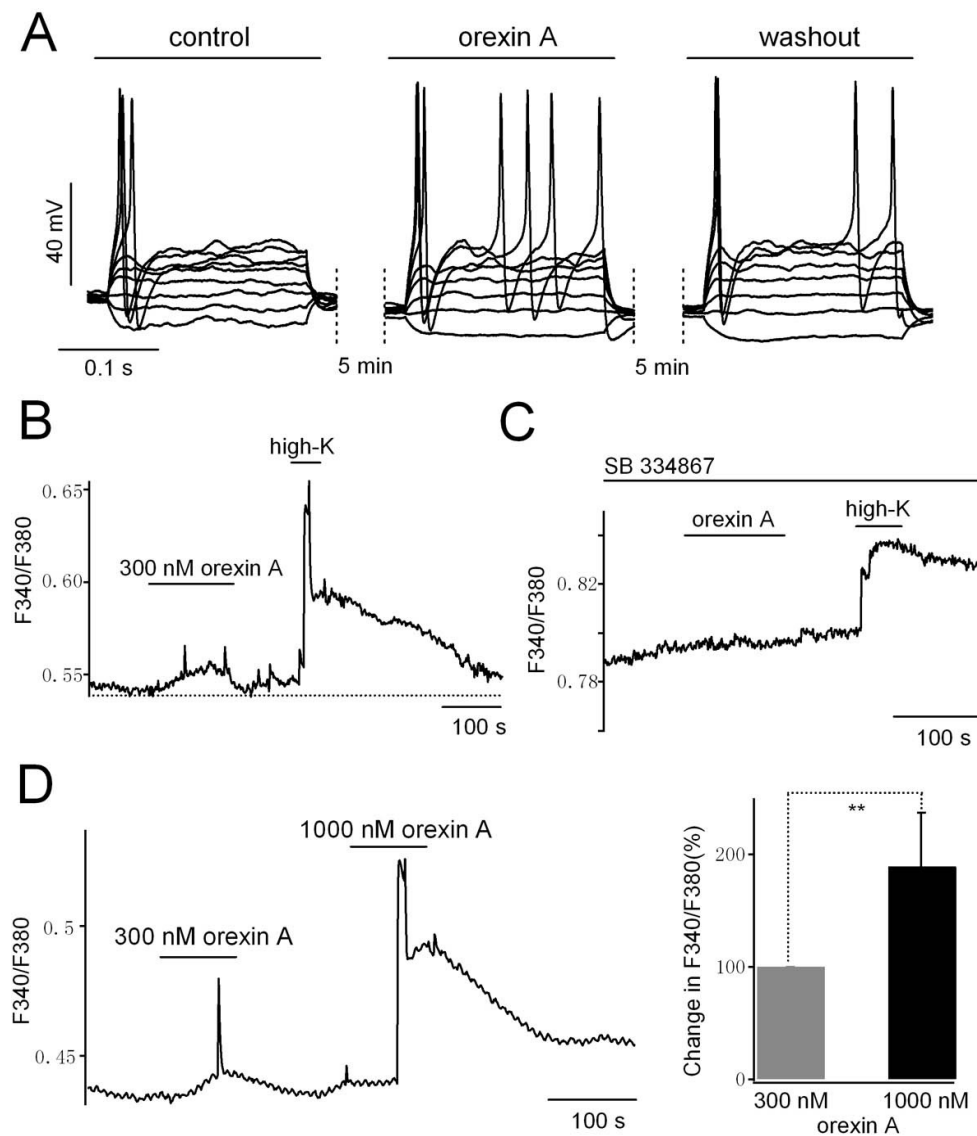 A
control
orexin A
washout
40 mV
0.1 s
5 min
5 min
B
high-K
0.65
300 nM orexin A
0.60
0.55
F340/F380
100 s
C
SB 334867
orexin A
high-K
0.82
0.78
F340/F380
100 s
D
1000 nM orexin A
300 nM orexin A
0.5
0.45
F340/F380
100 s
**
200
100
0
Change in F340/F380(%)
300 nM 1000 nM
orexin A